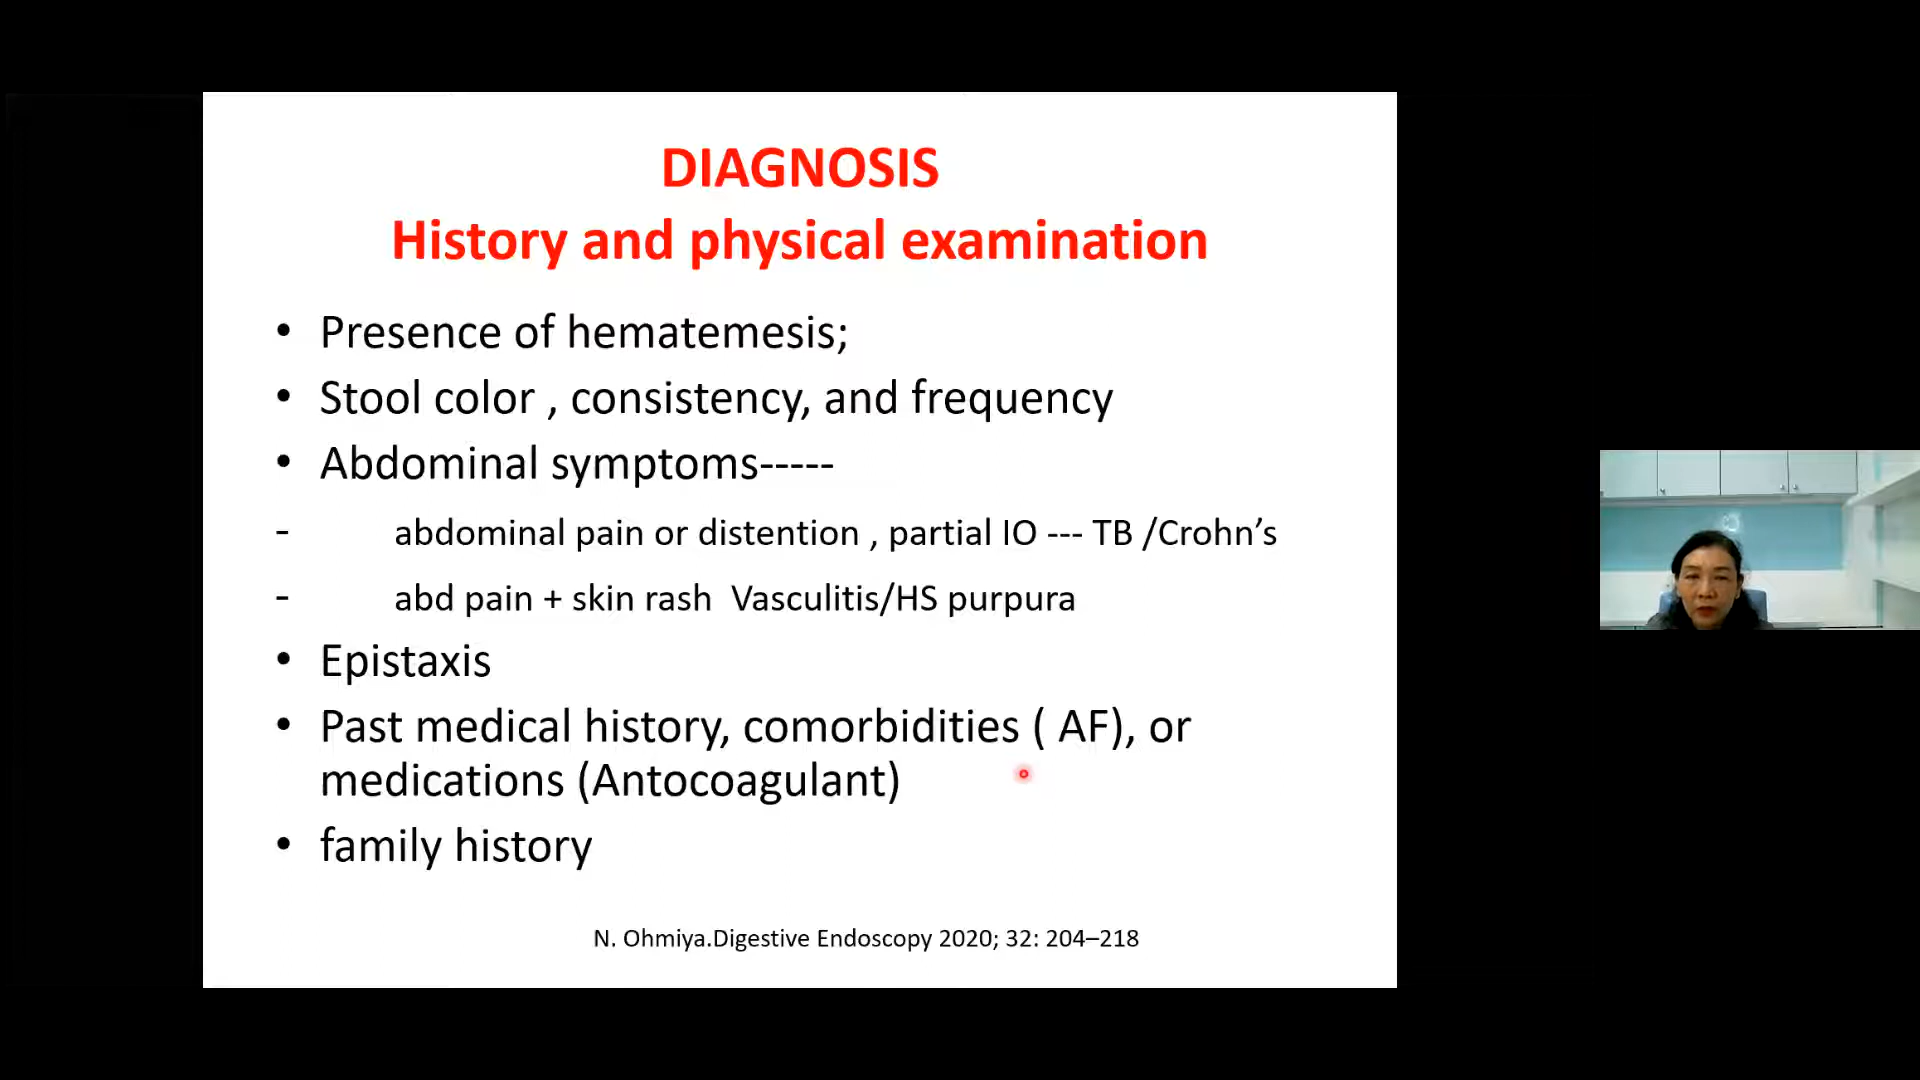 DIAGNOSIS
History and physical examination
• Presence of hematemesis;
• Stool color , consistency, and frequency
• Abdominal symptoms-----
- abdominal pain or distention , partial IO --- TB /Crohn’s
- abd pain + skin rash  Vasculitis/HS purpura
• Epistaxis
• Past medical history, comorbidities ( AF), or
medications (Antocoagulant)
• family history
N. Ohmiya.Digestive Endoscopy 2020; 32: 204–218